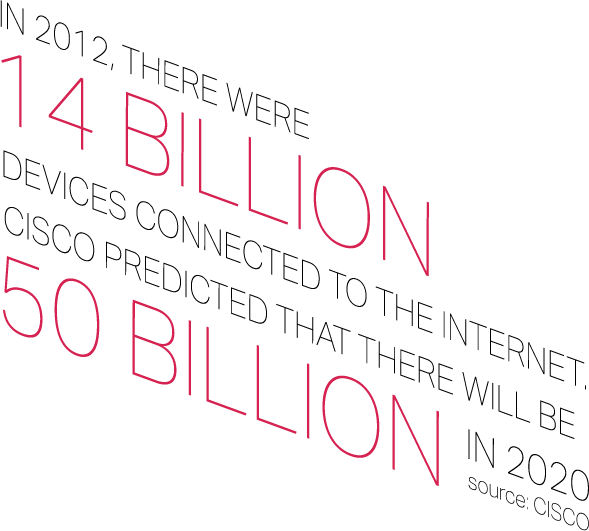 IN 2012, THERE WERE
14 BILLION
DEVICES CONNECTED TO THE INTERNET.
CISCO PREDICTED THAT THERE WILL BE
50 BILLION
IN 2020
source: CISCO